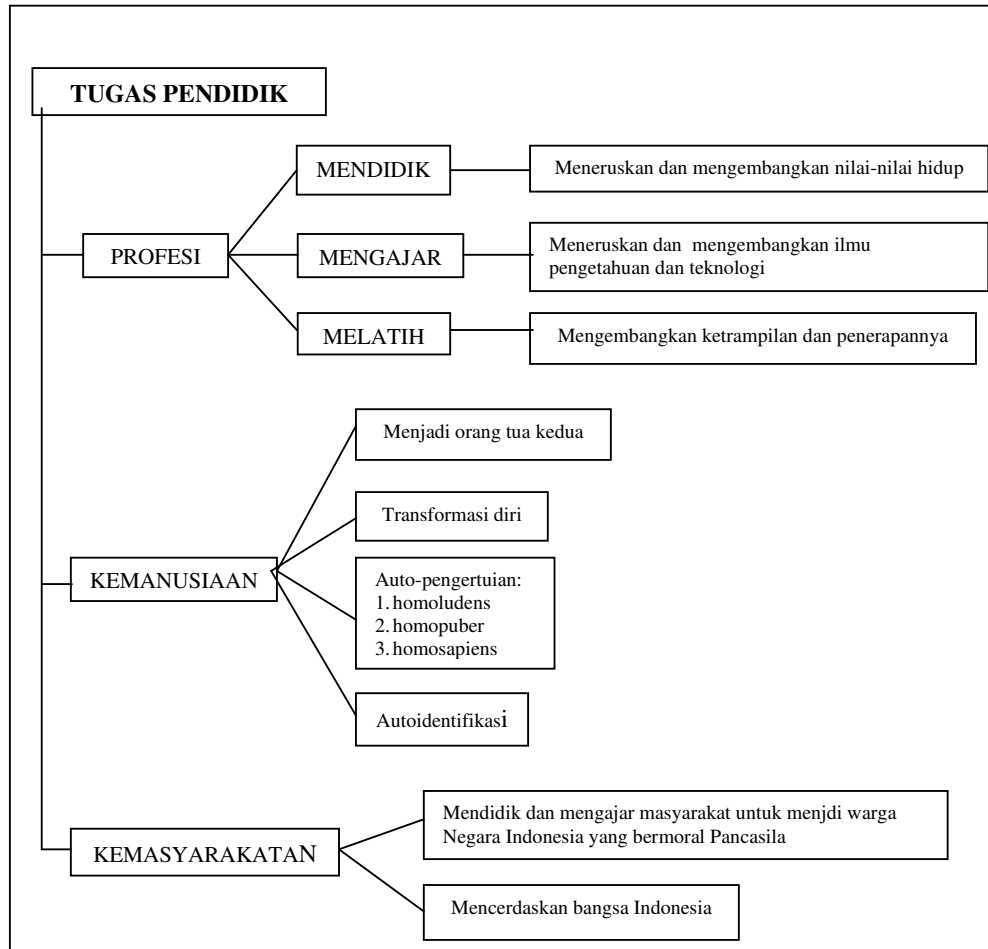 TUGAS PENDIDIK
MENDIDIK
Meneruskan dan mengembangkan nilai-nilai hidup
PROFESI
MENGAJAR
Meneruskan dan mengembangkan ilmu
pengetahuan dan teknologi
MELATIH
Mengembangkan ketrampilan dan penerapannya
Menjadi orang tua kedua
Transformasi diri
KEMANUSIAAN
Auto-pengertuian:
1. homoludens
2. homopuber
3. homosapiens
Autoidentifikasi
KEMASYARAKATAN
Mendidik dan mengajar masyarakat untuk menjdi warga
Negara Indonesia yang bermoral Pancasila
Mencerdaskan bangsa Indonesia